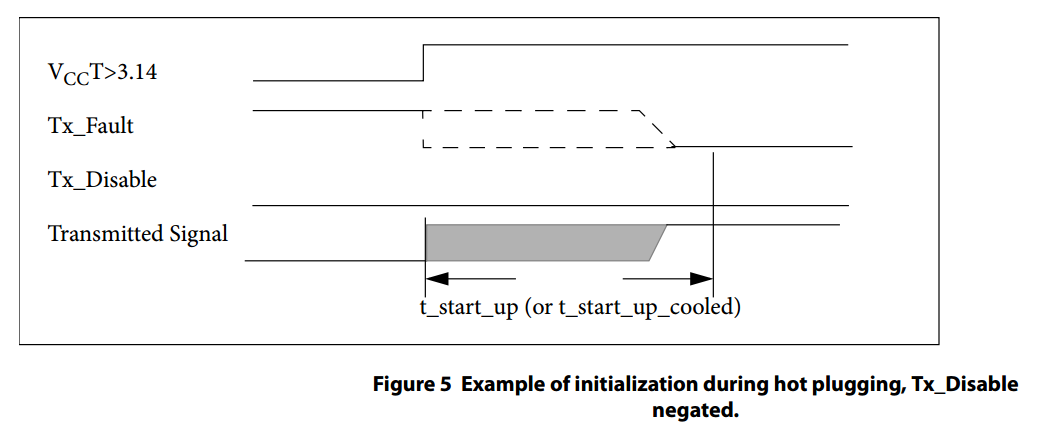 VCCT>3.14
Tx_Fault
Tx_Disable
Transmitted Signal
t_start_up (or t_start_up_cooled)
Figure 5 Example of initialization during hot plugging, Tx_Disable
negated.